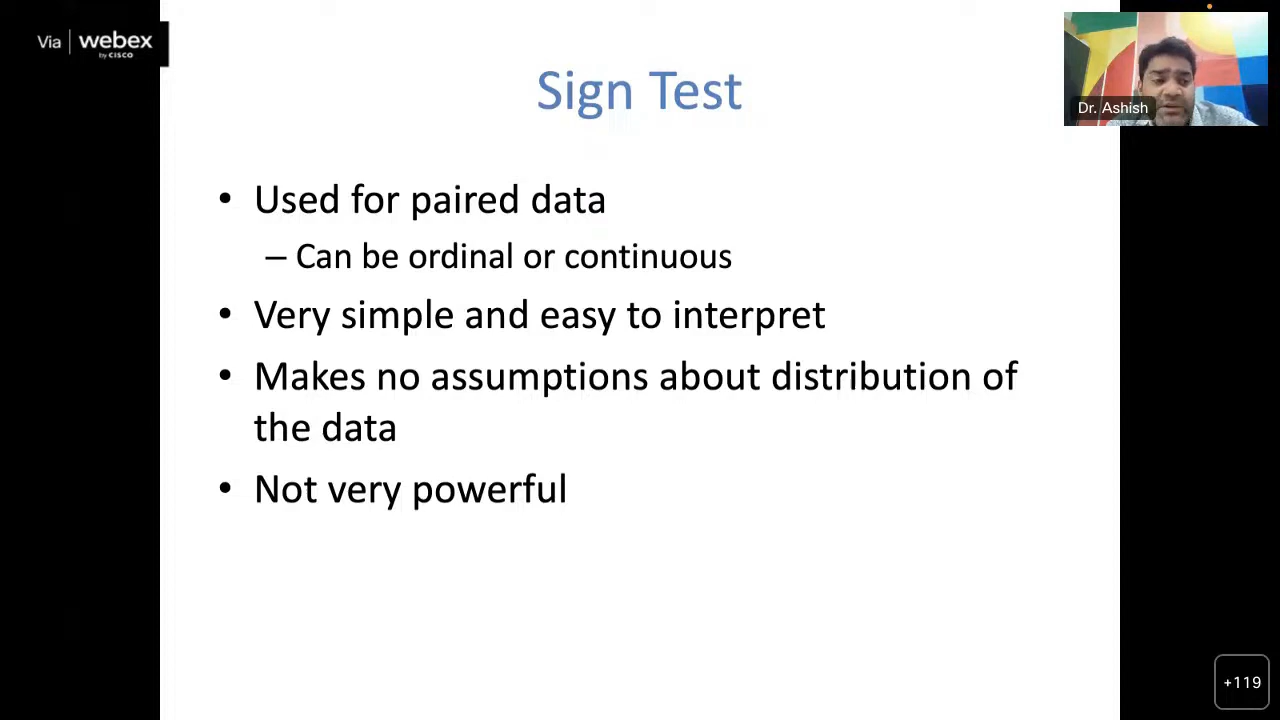 Via | webex
by CISCO
Sign Test
Dr. Ashish
• Used for paired data
– Can be ordinal or continuous
• Very simple and easy to interpret
• Makes no assumptions about distribution of
the data
• Not very powerful
+119